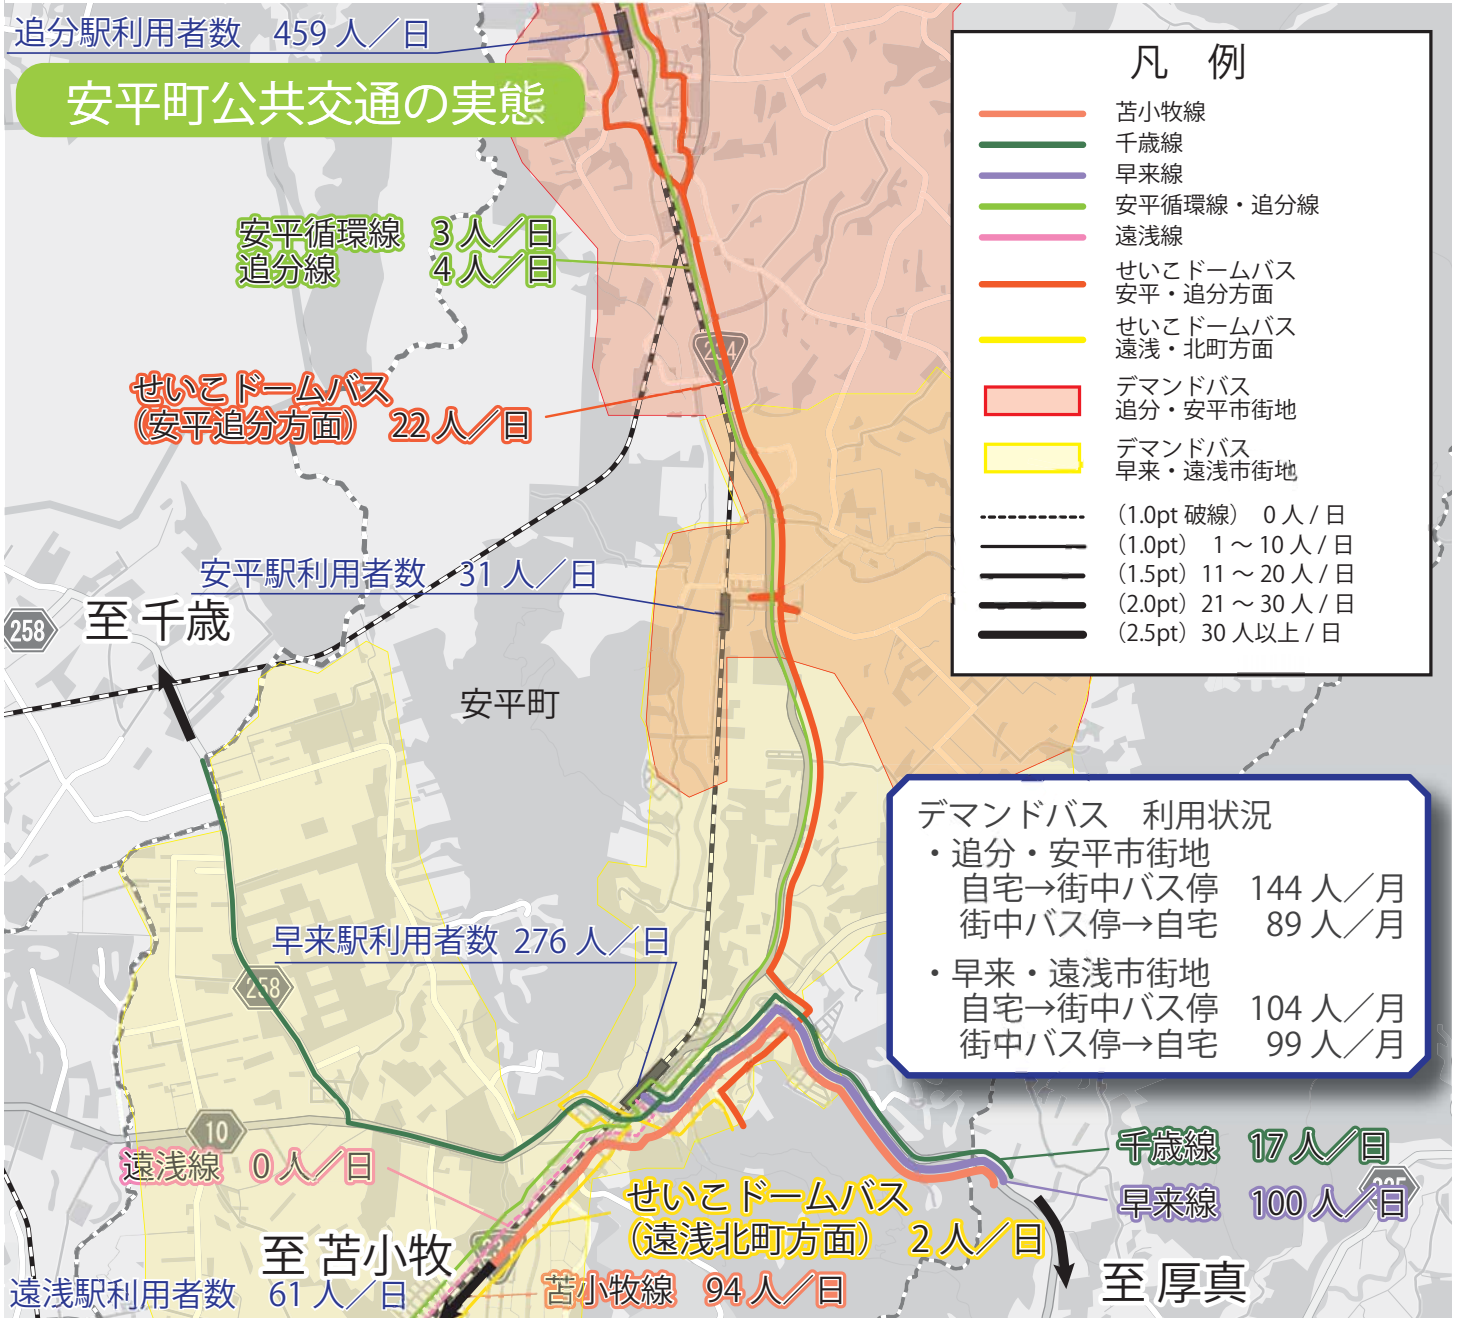 追分駅利用者数　459 人／日
安平町公共交通の実態
安平循環線　3 人／日
追分線　4 人／日
せいこドームバス
（安平追分方面）　22 人／日
安平駅利用者数　31 人／日
258
至 千歳
安平町
234
早来駅利用者数 276 人／日
258
10
遠浅線　0 人／日
至 苫小牧
遠浅駅利用者数　61 人／日
せいこドームバス
（遠浅北町方面）　2 人／日
苫小牧線　94 人／日
千歳線　17 人／日
早来線　100 人／日
至 厚真
凡　例
苫小牧線
千歳線
早来線
安平循環線・追分線
遠浅線
せいこドームバス
安平・追分方面
せいこドームバス
遠浅・北町方面
デマンドバス
追分・安平市街地
デマンドバス
早来・遠浅市街地
（1.0pt 破線）　0 人 / 日
（1.0pt）　1 ～ 10 人 / 日
（1.5pt）11 ～ 20 人 / 日
（2.0pt）21 ～ 30 人 / 日
（2.5pt）30 人以上 / 日
デマンドバス　利用状況
・追分・安平市街地
自宅→街中バス停　144 人／月
街中バス停→自宅　89 人／月
・早来・遠浅市街地
自宅→街中バス停　104 人／月
街中バス停→自宅　99 人／月